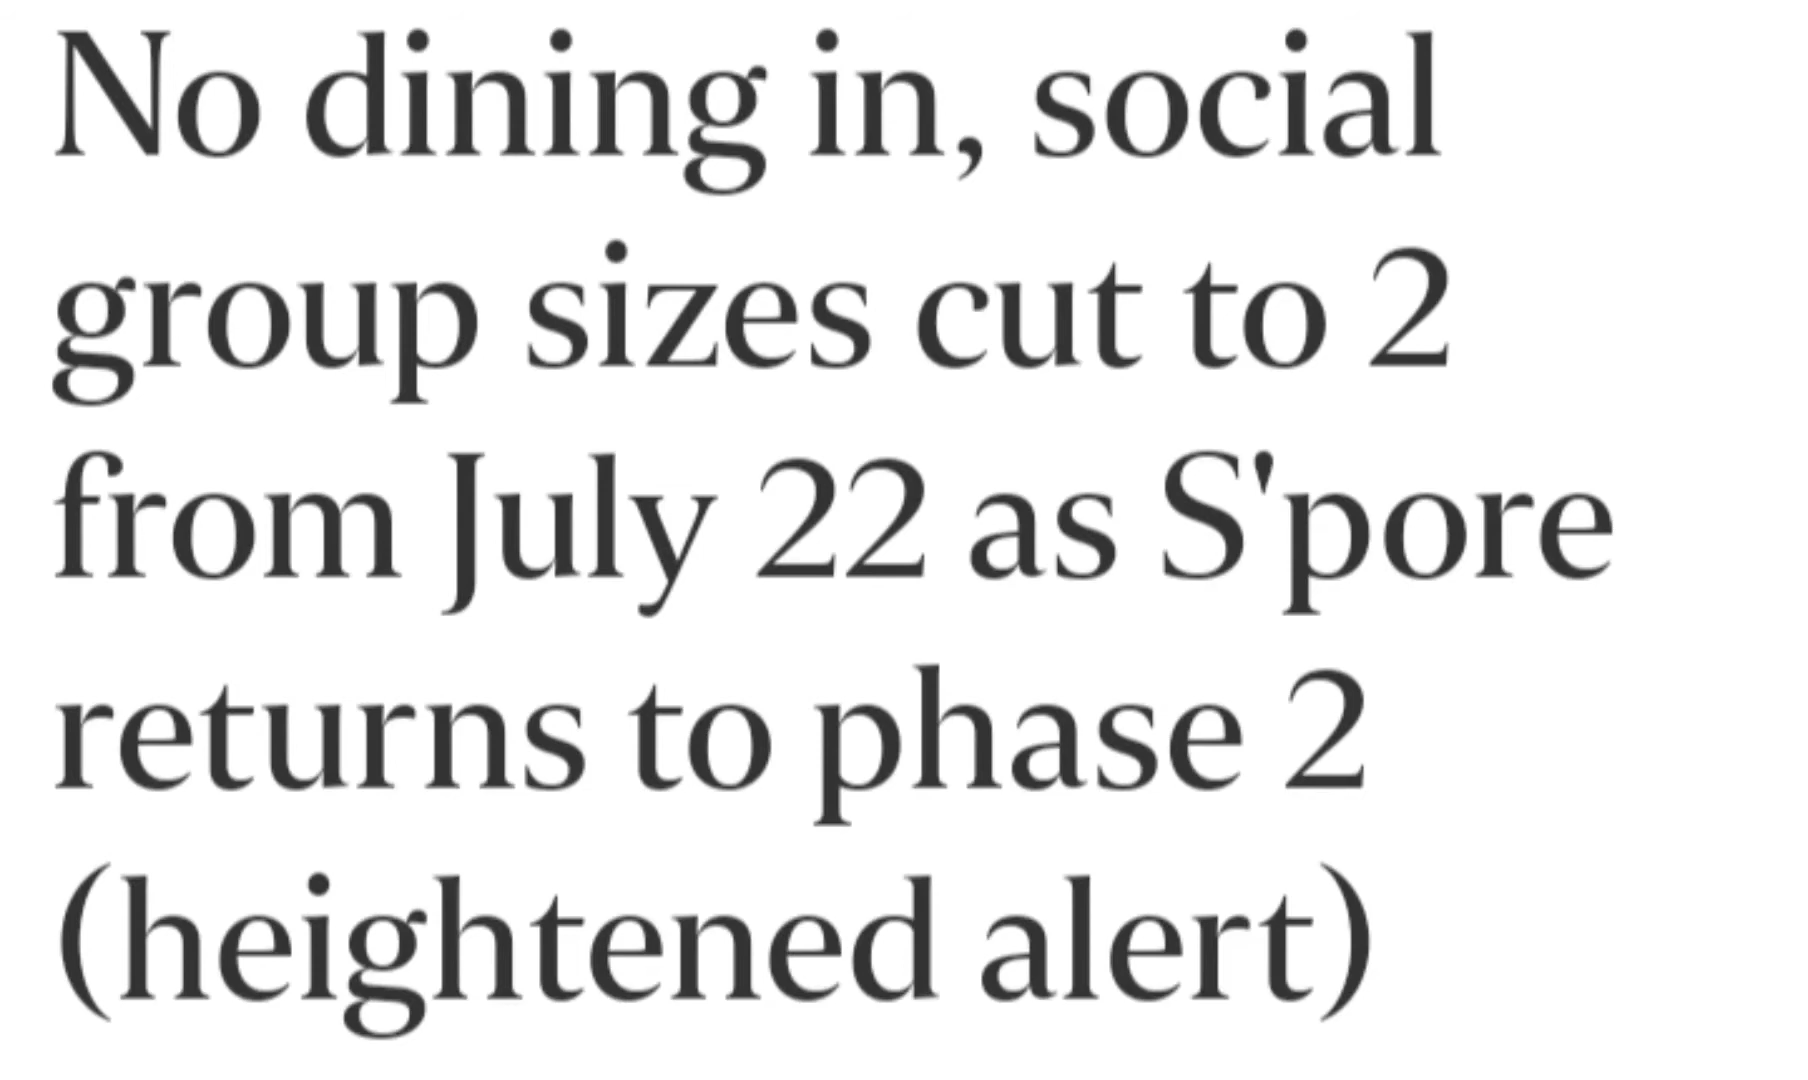 No dining in, social
group sizes cut to 2
from July 22 as S'pore
returns to phase 2
(heightened alert)